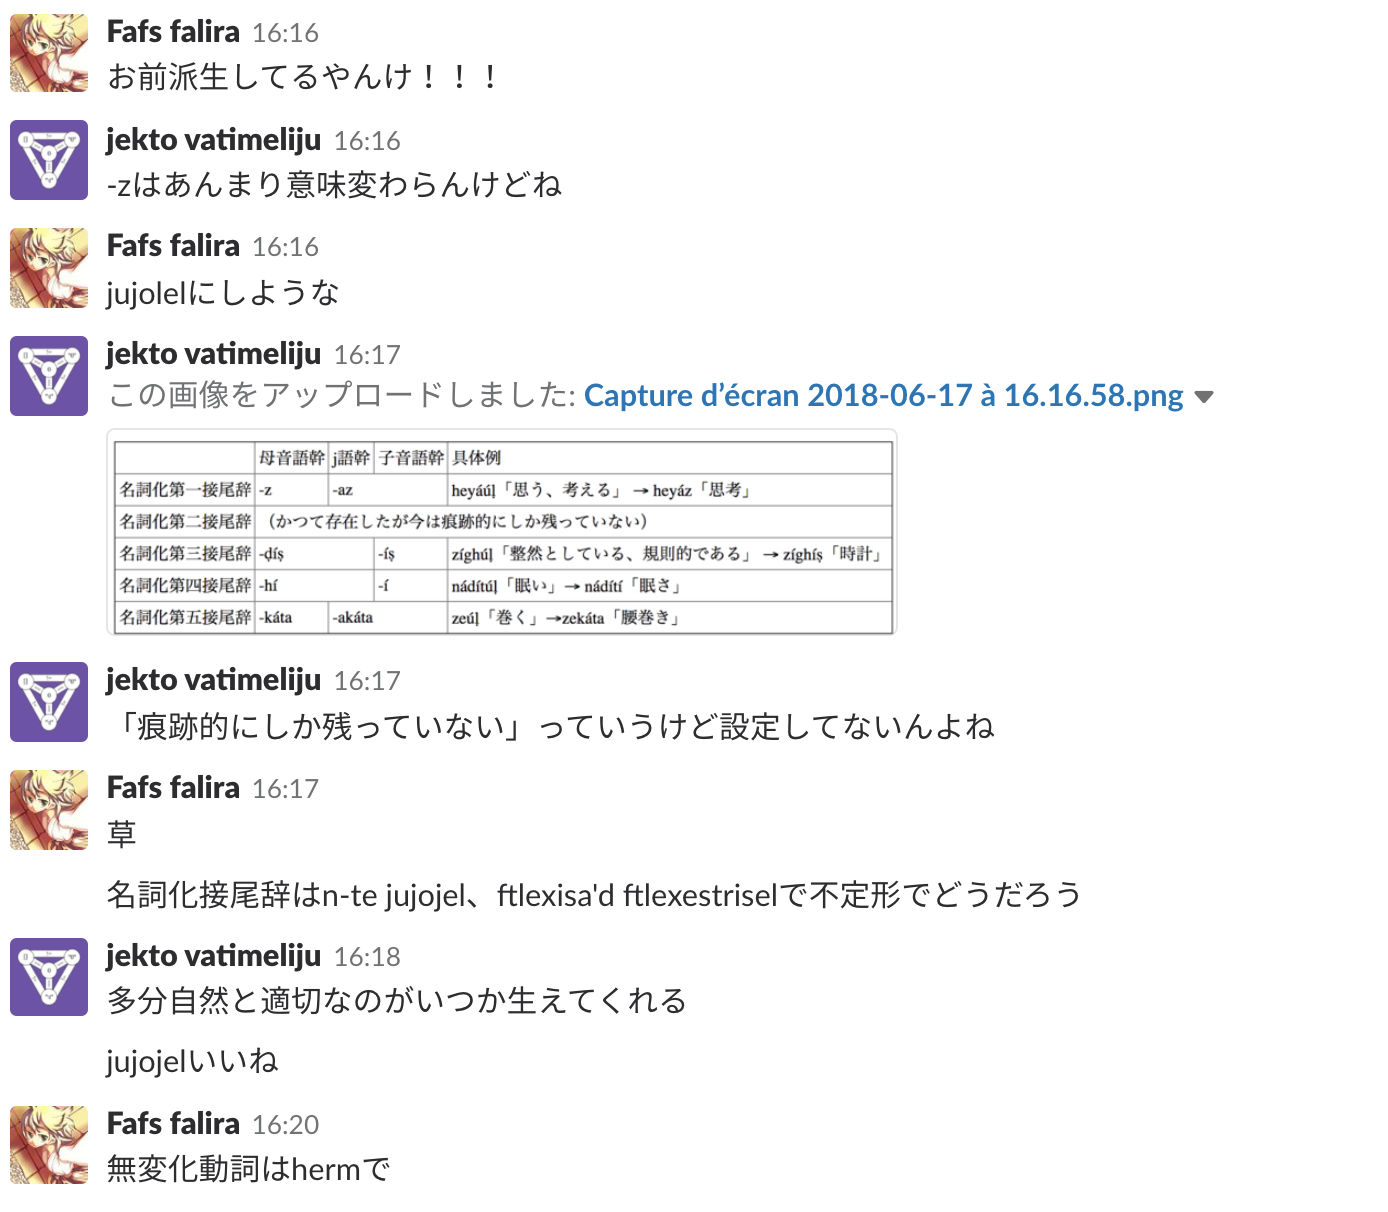 Fafs falira 16:16
お前派生してるやんけ！！！
jekto vatimeliju 16:16
-zはあんまり意味変わらんけどね
Fafs falira 16:16
jujolelにしような
jekto vatimeliju 16:17
この画像をアップロードしました: Capture d’écran 2018-06-17 à 16.16.58.png
母音語幹 j語幹 子音語幹 具体例
名詞化第一接尾辞 -z -az heyáúḷ「思う、考える」 → heyáz「思考」
名詞化第二接尾辞 （かつて存在したが今は痕跡的にしか残っていない）
名詞化第三接尾辞 -ḍíṣ -íṣ zíghúḷ「整然としている、規則的である」 → zíghíṣ「時計」
名詞化第四接尾辞 -hí -í nádítúḷ「眠い」→ nádítí「眠さ」
名詞化第五接尾辞 -káta -akáta zeúḷ「巻く」→zekáta「腰巻き」
jekto vatimeliju 16:17
「痕跡的にしか残っていない」っていうけど設定してないんよね
Fafs falira 16:17
草
名詞化接尾辞はn-te jujojel、ftlexisa'd ftlexestriselで不定形でどうだろう
jekto vatimeliju 16:18
多分自然と適切なのがいつか生えてくれる
jujojelいいね
Fafs falira 16:20
無変化動詞はhermで